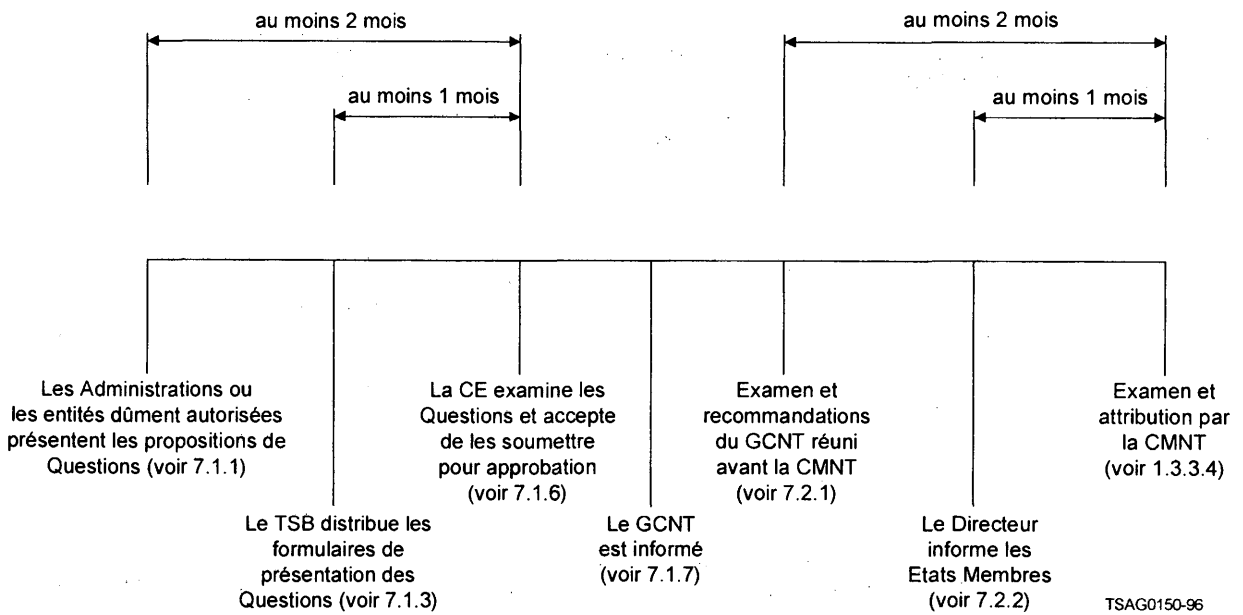 au moins 2 mois
au moins 2 mois
au moins 1 mois
au moins 1 mois
Les Administrations ou
les entités dûment autorisées
présentent les propositions de
Questions (voir 7.1.1)
Le TSB distribue les
formulaires de
présentation des
Questions (voir 7.1.3)
La CE examine les
Questions et accepte
de les soumettre
pour approbation
(voir 7.1.6)
Le GCNT
est informé
(voir 7.1.7)
Examen et
recommandations
du GCNT réuni
avant la CMNT
(voir 7.2.1)
Le Directeur
informe les
Etats Membres
(voir 7.2.2)
Examen et
attribution par
la CMNT
(voir 1.3.3.4)
TSAG0150-96